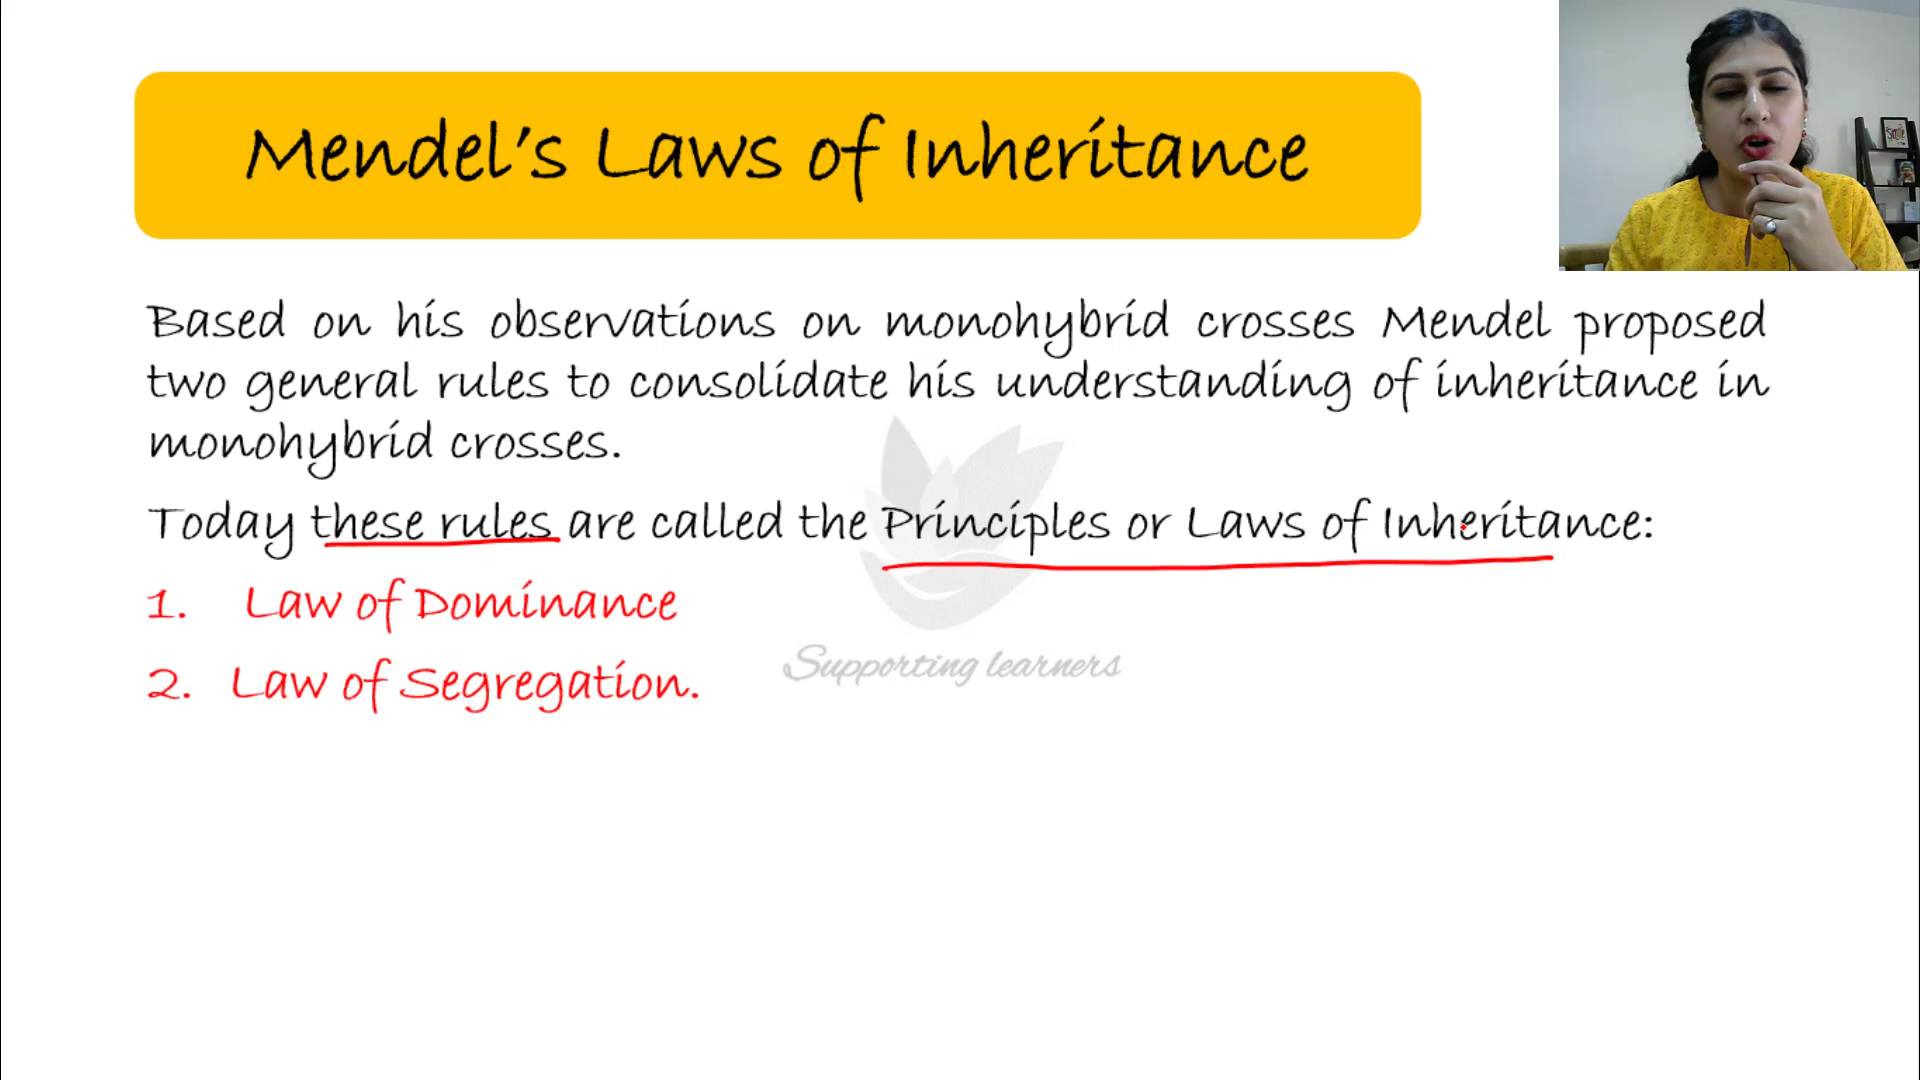 Mendel's Laws of Inheritance
Based on his observations on monohybrid crosses Mendel proposed
two general rules to consolidate his understanding of inheritance in
monohybrid crosses.
Today these rules are called the Principles or Laws of Inheritance:
1. Law of Dominance
2. Law of Segregation.
Supporting learners